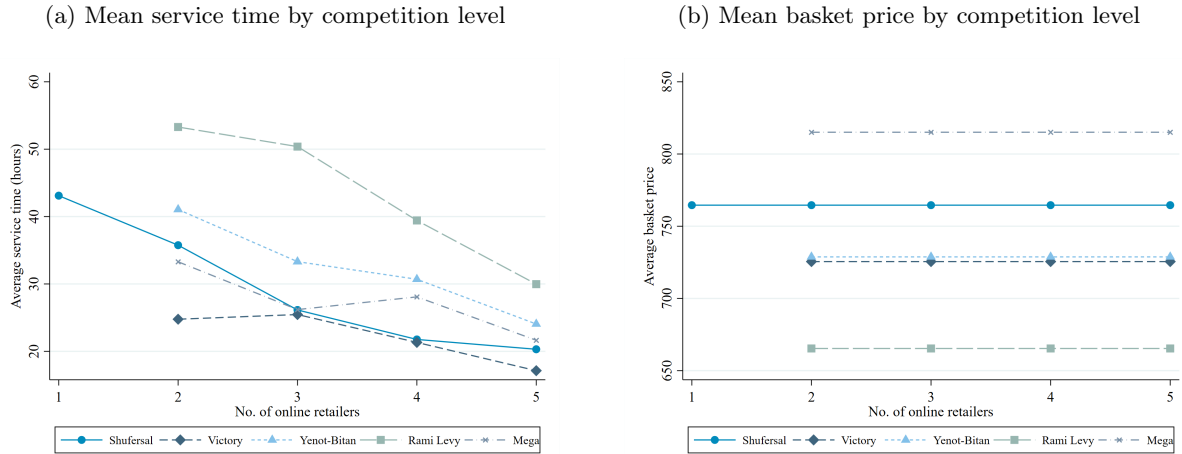 (a) Mean service time by competition level
60
50
40
30
20
Average service time (hours)
1 2 3 4 5
No. of online retailers
Shufersal Victory Yenot-Bitan Rami Levy Mega
(b) Mean basket price by competition level
850
800
750
700
650
Average basket price
1 2 3 4 5
No. of online retailers
Shufersal Victory Yenot-Bitan Rami Levy Mega